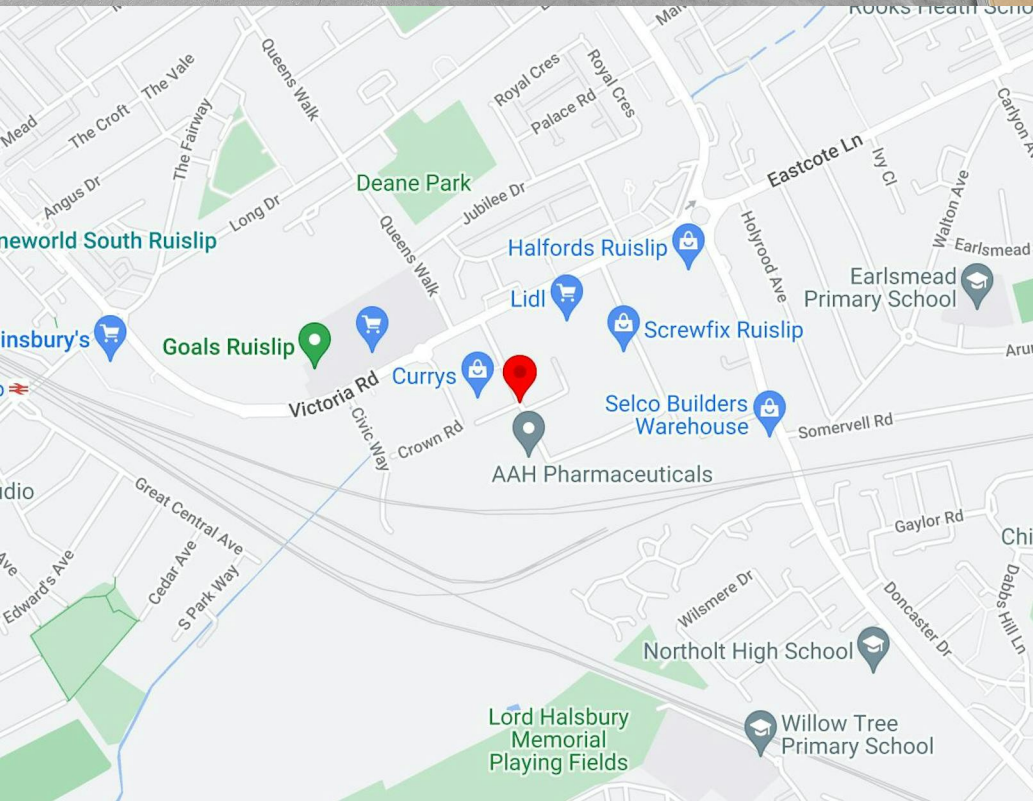 Rooks Heath Scho
Mead
The Croft
The Vale
Queens Walk
Royal Cres
Royal Cres
Palace Rd
Carlyon A
The Fairway
Eastcote Ln
Ivy Cl
Angus Dr
Deane Park
Long Dr
Jubilee Dr
Walton Ave
neworld South Ruislip
Queens Walk
Halfords Ruislip
Holyrood Ave
Earlsmead
Earlsmead
Primary School
Lidl
insbury's
Goals Ruislip
Screwfix Ruislip
Arun
Currys
Victoria Rd
Civic Way
Crown Rd
Selco Builders
Warehouse
Somervell Rd
AAH Pharmaceuticals
udio
Great Central Ave
Gaylor Rd
Chi
Ave
Edward's Ave
Cedar Ave
S Park Way
Wilsmere Dr
Doncaster Dr
Dabbs Hill Ln
Northolt High School
Lord Halsbury
Memorial
Playing Fields
Willow Tree
Primary School